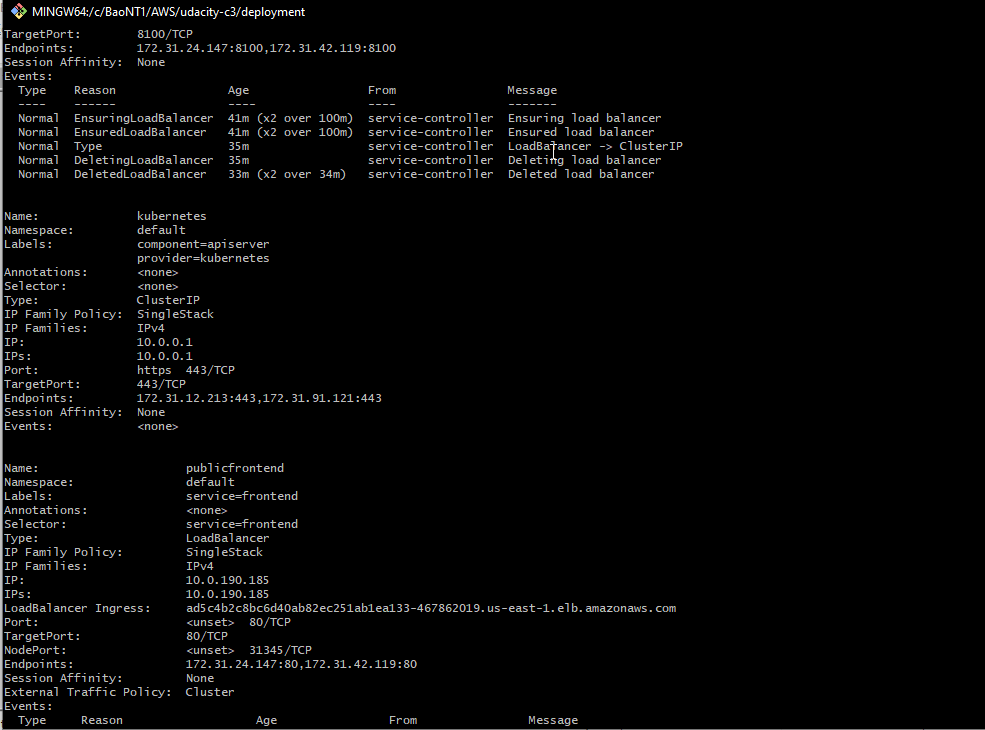 MINGW64:/c/BaoNT1/AWS/udacity-c3/deployment
TargetPort: 8100/TCP
Endpoints: 172.31.24.147:8100,172.31.42.119:8100
Session Affinity: None
Events:
Type Reason Age From Message
---- ------ ---- ---- -------
Normal EnsuringLoadBalancer 41m (x2 over 100m) service-controller Ensuring load balancer
Normal EnsuredLoadBalancer 41m (x2 over 100m) service-controller Ensured load balancer
Normal Type 35m service-controller LoadBalancer -> ClusterIP
Normal DeletingLoadBalancer 35m service-controller Deleting load balancer
Normal DeletedLoadBalancer 33m (x2 over 34m) service-controller Deleted load balancer
Name: kubernetes
Namespace: default
Labels: component=apiserver
provider=kubernetes
Annotations: <none>
Selector: <none>
Type: ClusterIP
IP Family Policy: SingleStack
IP Families: IPv4
IP: 10.0.0.1
IPs: 10.0.0.1
Port: https 443/TCP
TargetPort: 443/TCP
Endpoints: 172.31.12.213:443,172.31.91.121:443
Session Affinity: None
Events: <none>
Name: publicfrontend
Namespace: default
Labels: service=frontend
Annotations: <none>
Selector: service=frontend
Type: LoadBalancer
IP Family Policy: SingleStack
IP Families: IPv4
IP: 10.0.190.185
IPs: 10.0.190.185
LoadBalancer Ingress: ad5c4b2c8bc6d40ab82ec251ab1ea133-467862019.us-east-1.elb.amazonaws.com
Port: <unset> 80/TCP
TargetPort: 80/TCP
NodePort: <unset> 31345/TCP
Endpoints: 172.31.24.147:80,172.31.42.119:80
Session Affinity: None
External Traffic Policy: Cluster
Events:
Type Reason Age From Message